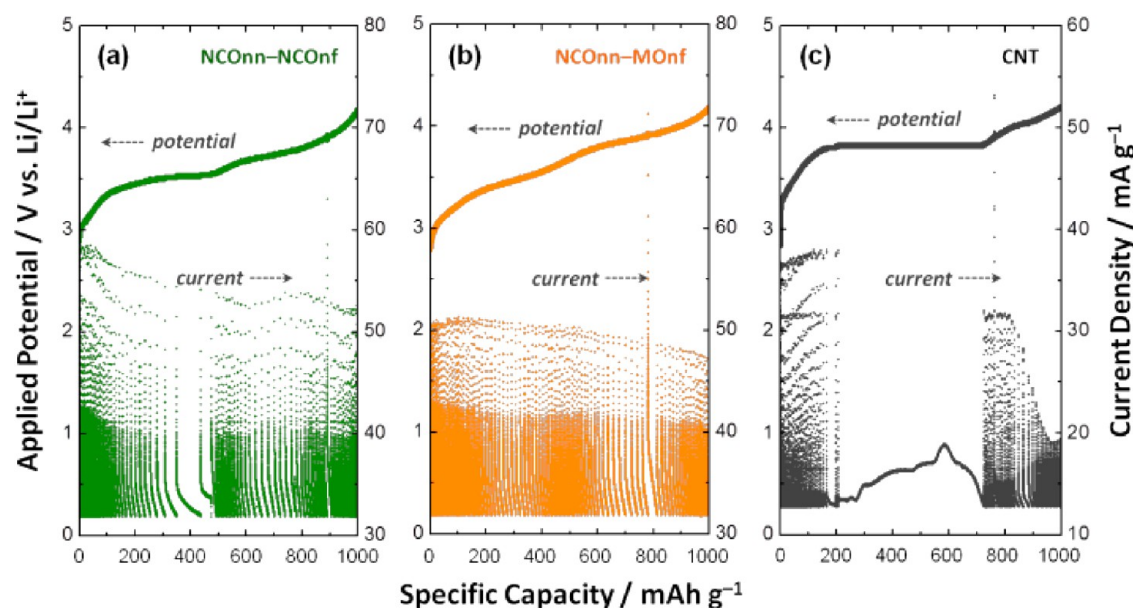 (a) NCOnn–NCOnf
(b) NCOnn–MOnf
(c) CNT
5
4
3
2
1
0
80
70
60
50
40
30
5
4
3
2
1
0
80
70
60
50
40
30
5
4
3
2
1
0
60
50
40
30
20
10
potential
current
potential
current
potential
current
0 200 400 600 800 1000
0 200 400 600 800 1000
0 200 400 600 800 1000
Applied Potential / V vs. Li/Li⁺
Current Density / mA g⁻¹
Specific Capacity / mAh g⁻¹